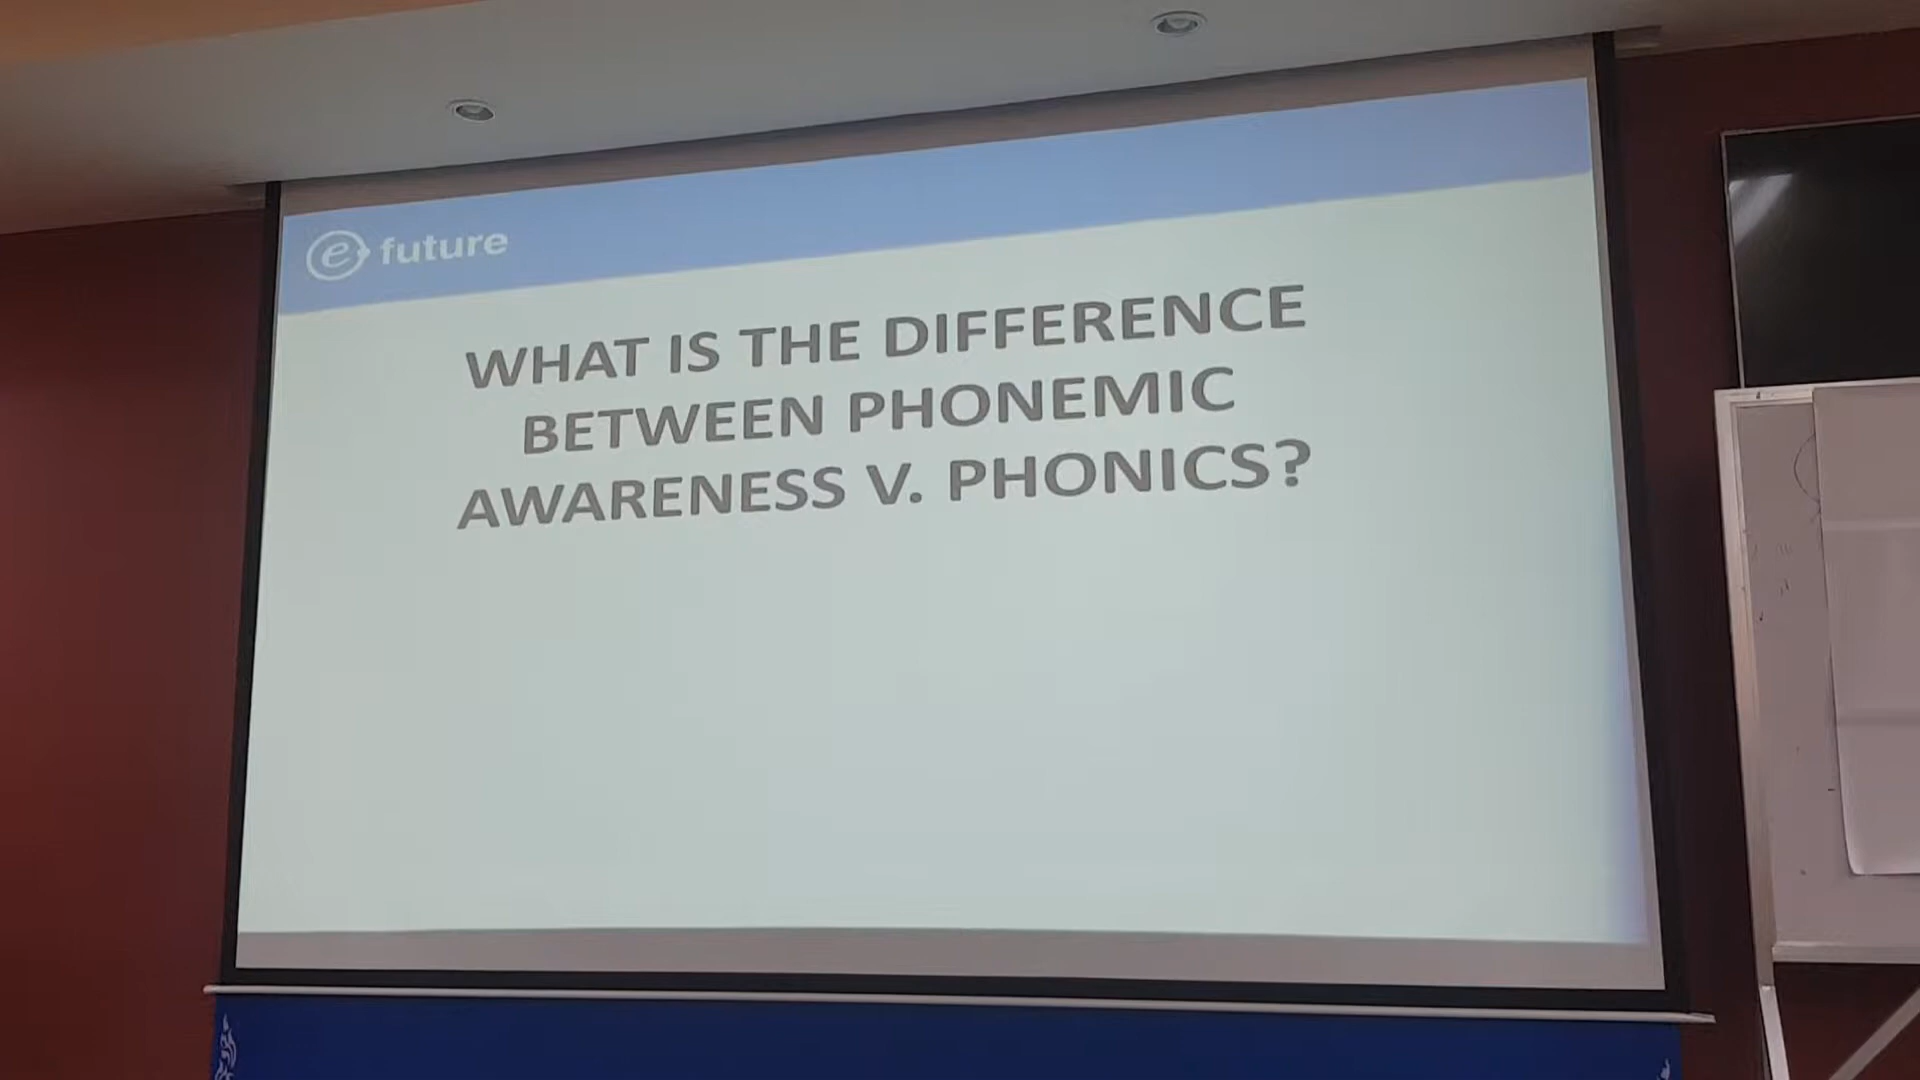 e future
WHAT IS THE DIFFERENCE
BETWEEN PHONEMIC
AWARENESS V. PHONICS?